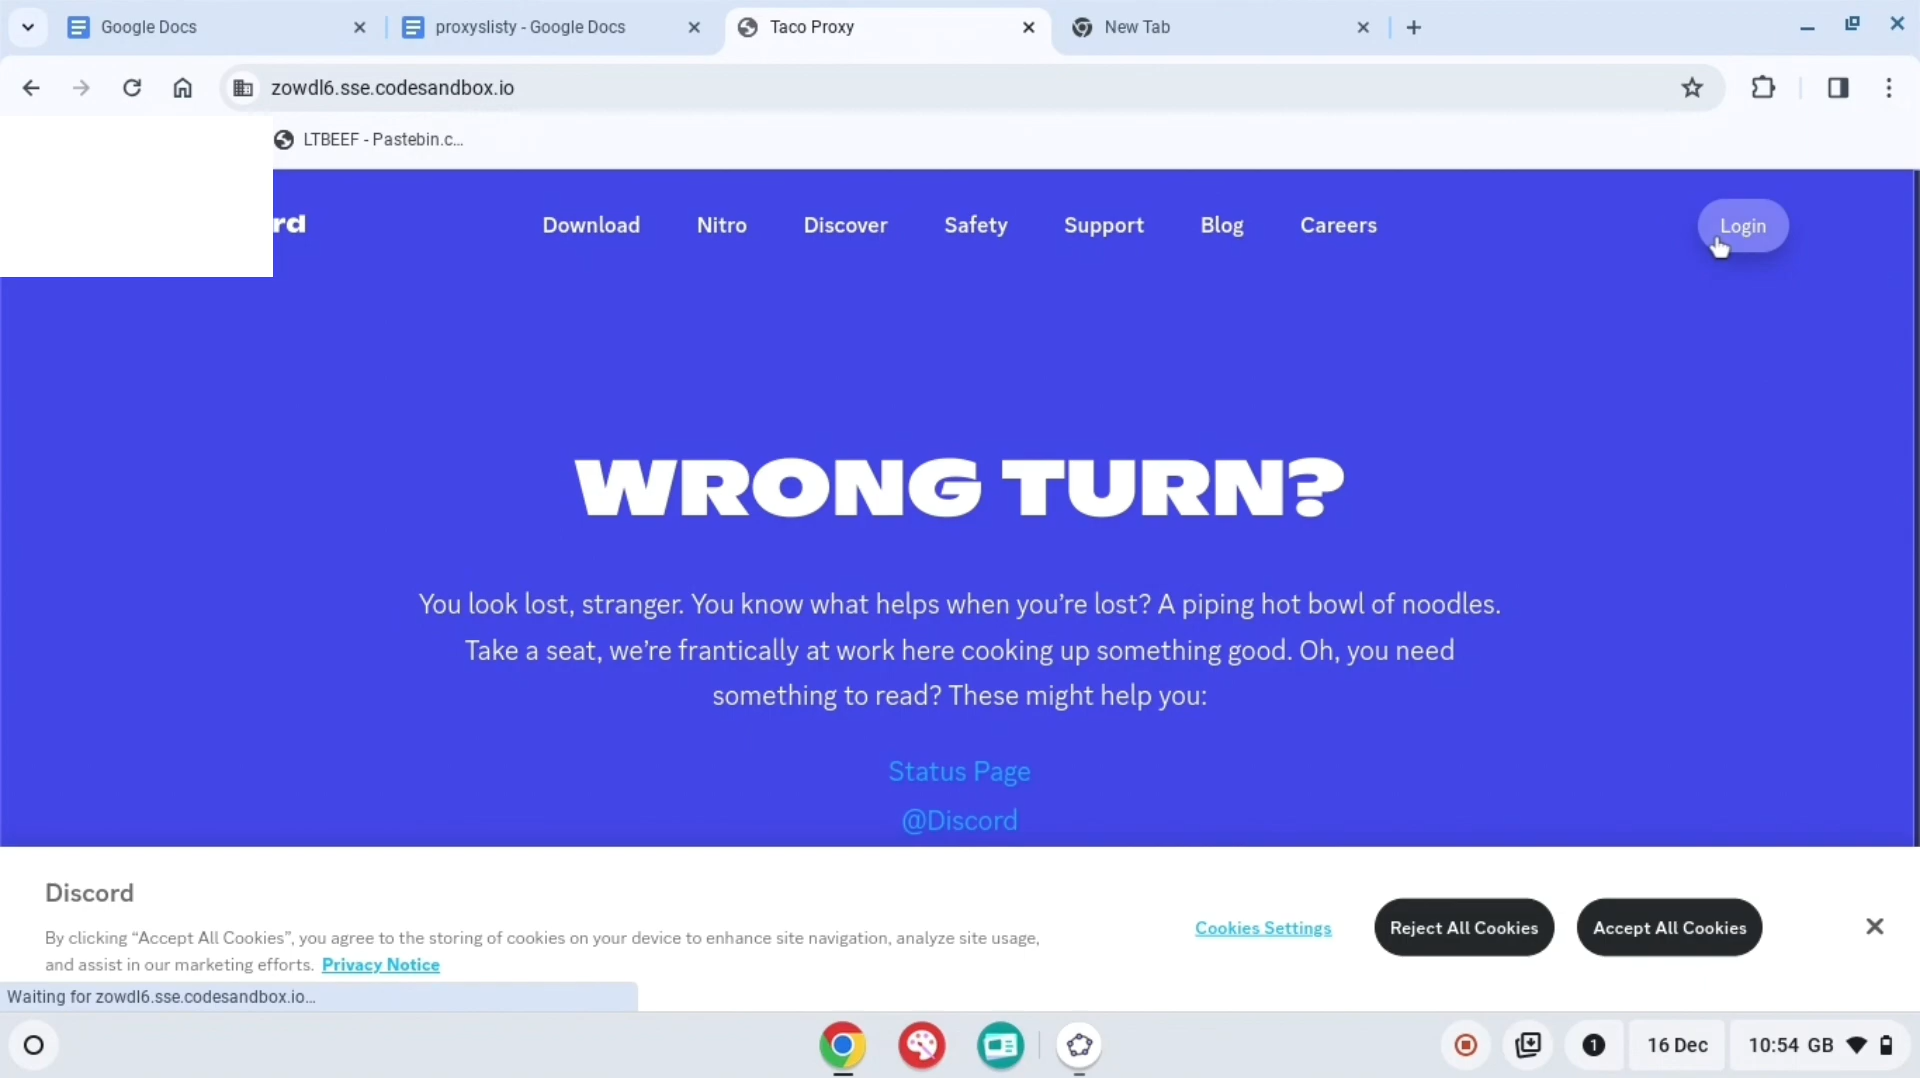 Google Docs
proxyslisty - Google Docs
Taco Proxy
New Tab
zowdl6.sse.codesandbox.io
LTBEEF - Pastebin.c...
rd
Download
Nitro
Discover
Safety
Support
Blog
Careers
Login
WRONG TURN?
You look lost, stranger. You know what helps when you’re lost? A piping hot bowl of noodles.
Take a seat, we’re frantically at work here cooking up something good. Oh, you need
something to read? These might help you:
Status Page
@Discord
Discord
By clicking “Accept All Cookies”, you agree to the storing of cookies on your device to enhance site navigation, analyze site usage,
and assist in our marketing efforts. Privacy Notice
Cookies Settings
Reject All Cookies
Accept All Cookies
Waiting for zowdl6.sse.codesandbox.io...
1
16 Dec
10:54 GB